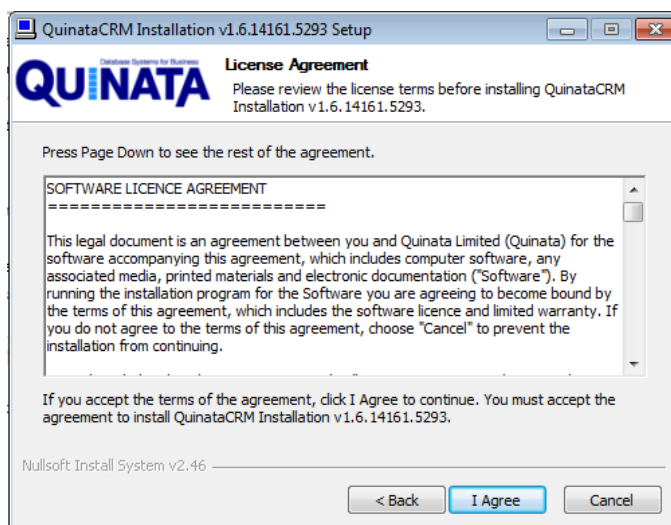 QuinataCRM Installation v1.6.14161.5293 Setup
Database Systems for Business
QUINATA
License Agreement
Please review the license terms before installing QuinataCRM
Installation v1.6.14161.5293.
Press Page Down to see the rest of the agreement.
SOFTWARE LICENCE AGREEMENT
==========================
This legal document is an agreement between you and Quinata Limited (Quinata) for the
software accompanying this agreement, which includes computer software, any
associated media, printed materials and electronic documentation ("Software"). By
running the installation program for the Software you are agreeing to become bound by
the terms of this agreement, which includes the software licence and limited warranty. If
you do not agree to the terms of this agreement, choose "Cancel" to prevent the
installation from continuing.
If you accept the terms of the agreement, click I Agree to continue. You must accept the
agreement to install QuinataCRM Installation v1.6.14161.5293.
Nullsoft Install System v2.46
< Back
I Agree
Cancel